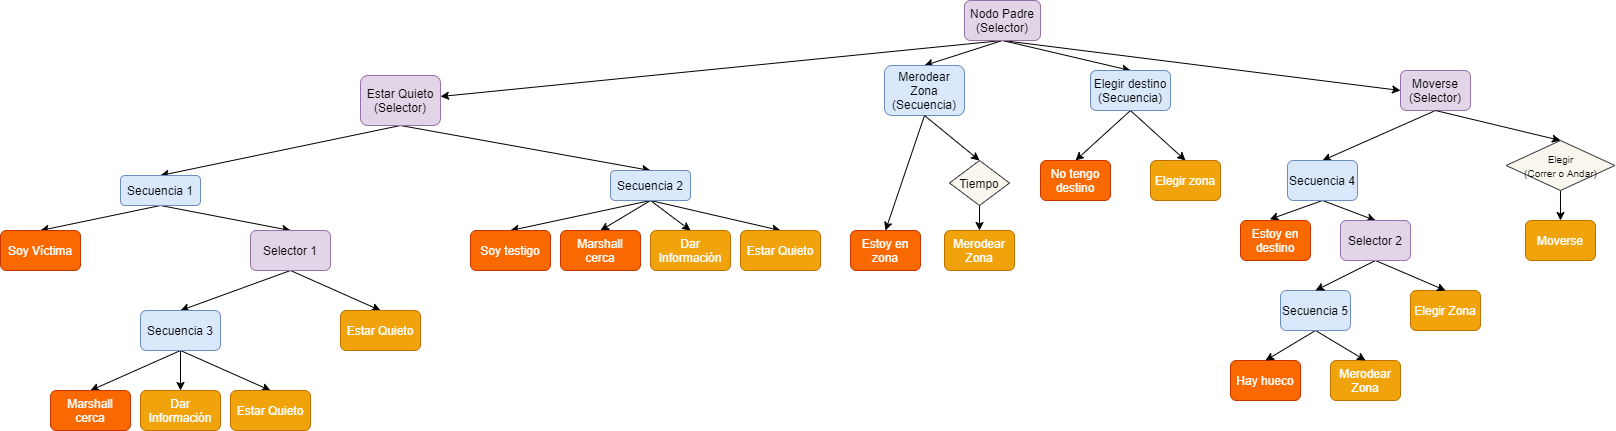 Nodo Padre
(Selector)
Estar Quieto
(Selector)
Merodear
Zona
(Secuencia)
Elegir destino
(Secuencia)
Moverse
(Selector)
Secuencia 1
Secuencia 2
Tiempo
No tengo
destino
Elegir zona
Secuencia 4
Elegir
(Correr o Andar)
Soy Víctima
Selector 1
Soy testigo
Marshall
cerca
Dar
Información
Estar Quieto
Estoy en
zona
Merodear
Zona
Estoy en
destino
Selector 2
Moverse
Secuencia 3
Estar Quieto
Secuencia 5
Elegir Zona
Marshall
cerca
Dar
Información
Estar Quieto
Hay hueco
Merodear
Zona